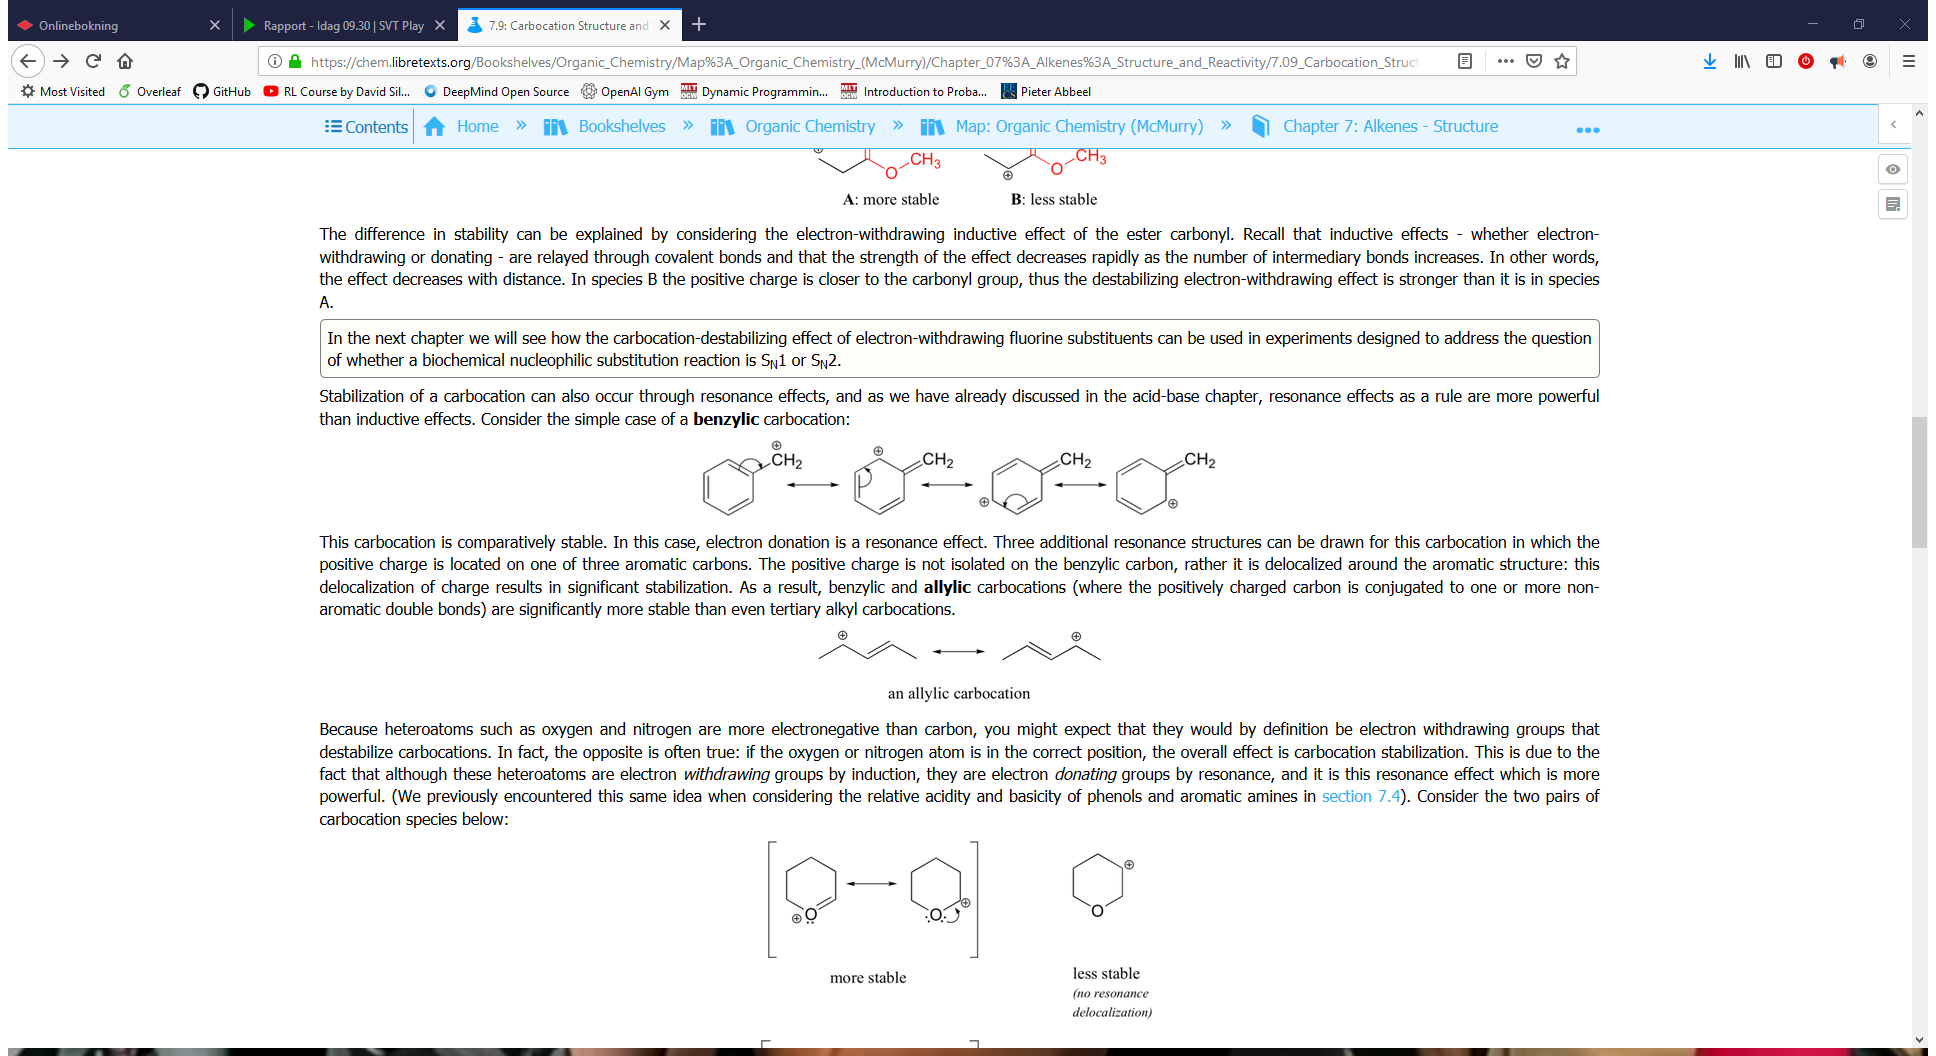 Onlinebokning
Rapport - Idag 09.30 | SVT Play
7.9: Carbocation Structure and
https://chem.libretexts.org/Bookshelves/Organic_Chemistry/Map%3A_Organic_Chemistry_(McMurry)/Chapter_07%3A_Alkenes%3A_Structure_and_Reactivity/7.09_Carbocation_Struct
Most Visited Overleaf GitHub RL Course by David Sil... DeepMind Open Source OpenAI Gym Dynamic Programmin... Introduction to Proba... Pieter Abbeel
Contents Home » Bookshelves » Organic Chemistry » Map: Organic Chemistry (McMurry) » Chapter 7: Alkenes - Structure
O CH3 O CH3
⊕
A: more stable B: less stable
The difference in stability can be explained by considering the electron-withdrawing inductive effect of the ester carbonyl. Recall that inductive effects - whether electron-
withdrawing or donating - are relayed through covalent bonds and that the strength of the effect decreases rapidly as the number of intermediary bonds increases. In other words,
the effect decreases with distance. In species B the positive charge is closer to the carbonyl group, thus the destabilizing electron-withdrawing effect is stronger than it is in species
A.
In the next chapter we will see how the carbocation-destabilizing effect of electron-withdrawing fluorine substituents can be used in experiments designed to address the question
of whether a biochemical nucleophilic substitution reaction is SN1 or SN2.
Stabilization of a carbocation can also occur through resonance effects, and as we have already discussed in the acid-base chapter, resonance effects as a rule are more powerful
than inductive effects. Consider the simple case of a benzylic carbocation:
⊕ ⊕
CH2 CH2 CH2 CH2
⊕ ⊕
This carbocation is comparatively stable. In this case, electron donation is a resonance effect. Three additional resonance structures can be drawn for this carbocation in which the
positive charge is located on one of three aromatic carbons. The positive charge is not isolated on the benzylic carbon, rather it is delocalized around the aromatic structure: this
delocalization of charge results in significant stabilization. As a result, benzylic and allylic carbocations (where the positively charged carbon is conjugated to one or more non-
aromatic double bonds) are significantly more stable than even tertiary alkyl carbocations.
⊕ ⊕
an allylic carbocation
Because heteroatoms such as oxygen and nitrogen are more electronegative than carbon, you might expect that they would by definition be electron withdrawing groups that
destabilize carbocations. In fact, the opposite is often true: if the oxygen or nitrogen atom is in the correct position, the overall effect is carbocation stabilization. This is due to the
fact that although these heteroatoms are electron withdrawing groups by induction, they are electron donating groups by resonance, and it is this resonance effect which is more
powerful. (We previously encountered this same idea when considering the relative acidity and basicity of phenols and aromatic amines in section 7.4). Consider the two pairs of
carbocation species below:
⊕
⊕
⊕ O O O
more stable
less stable
(no resonance
delocalization)